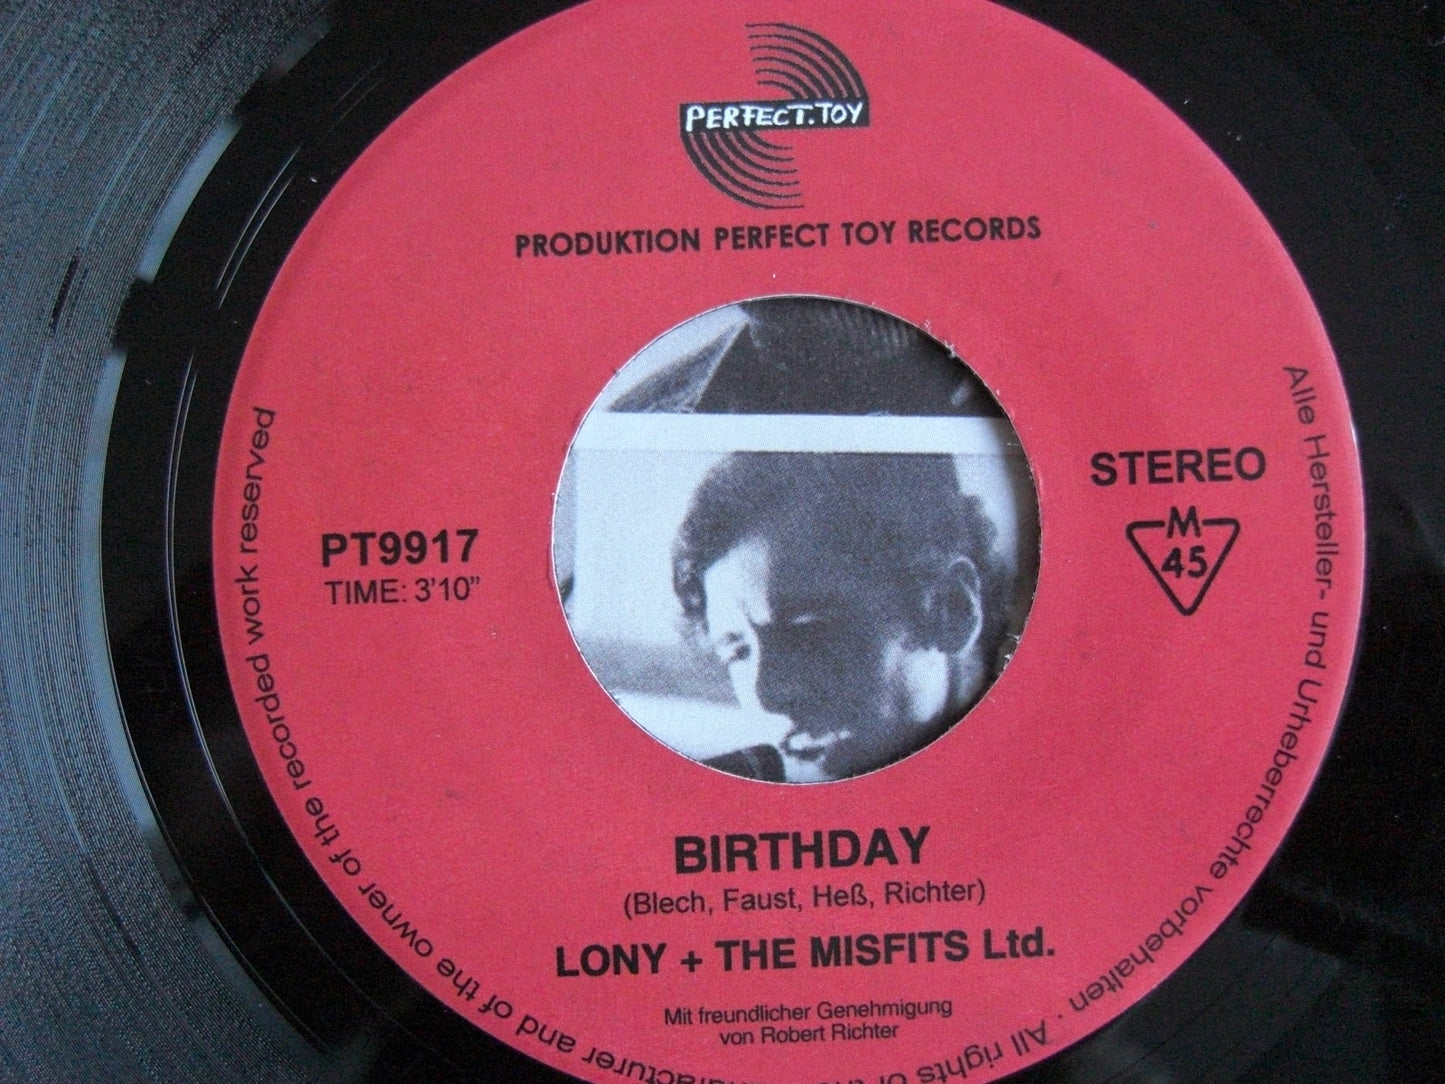 PERFECT.TOY
PRODUKTION PERFECT TOY RECORDS
STEREO
M
45
PT9917
TIME: 3'10"
BIRTHDAY
(Blech, Faust, Heß, Richter)
LONY + THE MISFITS Ltd.
Mit freundlicher Genehmigung
von Robert Richter
Alle Hersteller- und Urheberrechte vorbehalten · All rights of
and of the owner of the recorded work reserved